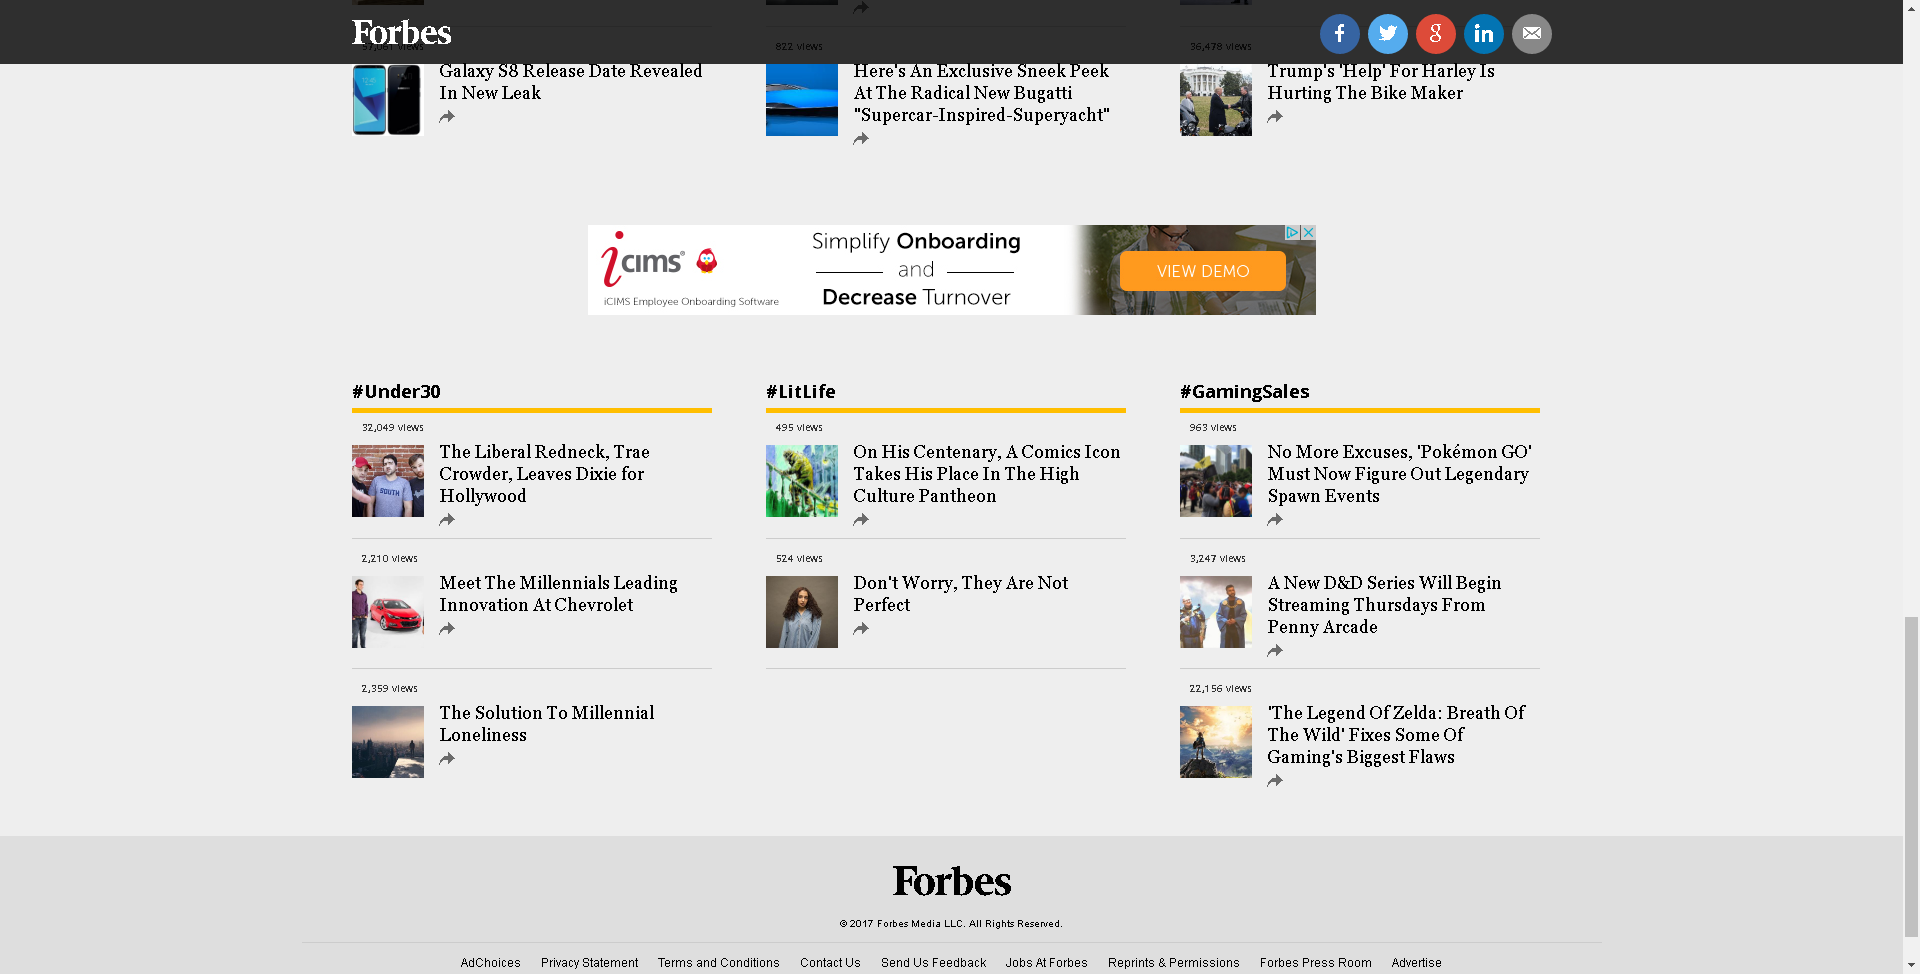 Forbes
57,061 views
Galaxy S8 Release Date Revealed
In New Leak
822 views
Here's An Exclusive Sneek Peek
At The Radical New Bugatti
"Supercar-Inspired-Superyacht"
36,478 views
Trump's 'Help' For Harley Is
Hurting The Bike Maker
icims
iCIMS Employee Onboarding Software
Simplify Onboarding
and
Decrease Turnover
VIEW DEMO
#Under30
32,049 views
The Liberal Redneck, Trae
Crowder, Leaves Dixie for
Hollywood
SOUTH
2,210 views
Meet The Millennials Leading
Innovation At Chevrolet
2,359 views
The Solution To Millennial
Loneliness
#LitLife
495 views
On His Centenary, A Comics Icon
Takes His Place In The High
Culture Pantheon
524 views
Don't Worry, They Are Not
Perfect
#GamingSales
963 views
No More Excuses, 'Pokémon GO'
Must Now Figure Out Legendary
Spawn Events
3,247 views
A New D&D Series Will Begin
Streaming Thursdays From
Penny Arcade
22,156 views
'The Legend Of Zelda: Breath Of
The Wild' Fixes Some Of
Gaming's Biggest Flaws
Forbes
© 2017 Forbes Media LLC. All Rights Reserved.
AdChoices Privacy Statement Terms and Conditions Contact Us Send Us Feedback Jobs At Forbes Reprints & Permissions Forbes Press Room Advertise